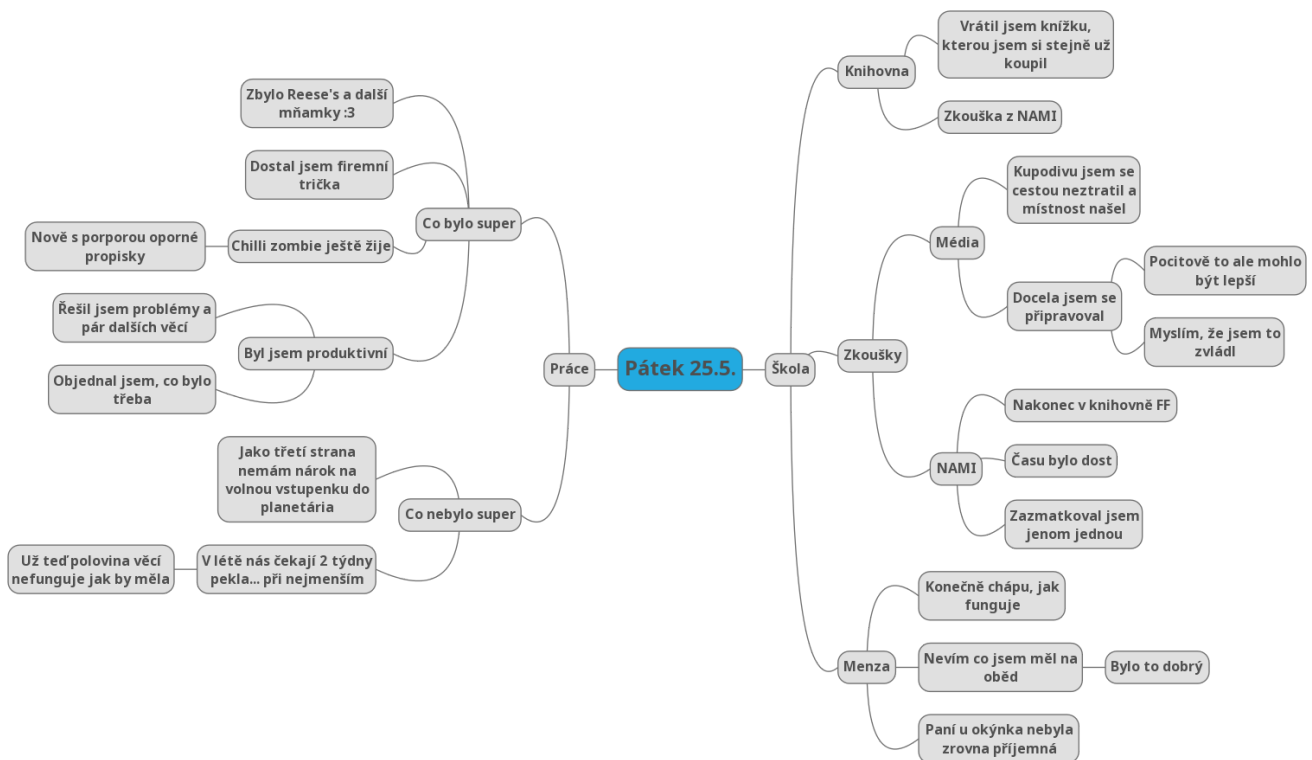 Pátek 25.5.
Práce
Co bylo super
Zbylo Reese's a další
mňamky :3
Dostal jsem firemní
trička
Chilli zombie ještě žije
Nově s porporou oporné
propisky
Byl jsem produktivní
Řešil jsem problémy a
pár dalších věcí
Objednal jsem, co bylo
třeba
Co nebylo super
Jako třetí strana
nemám nárok na
volnou vstupenku do
planetária
V létě nás čekají 2 týdny
pekla... při nejmenším
Už teď polovina věcí
nefunguje jak by měla
Škola
Knihovna
Vrátil jsem knížku,
kterou jsem si stejně už
koupil
Zkouška z NAMI
Zkoušky
Média
Kupodivu jsem se
cestou neztratil a
místnost našel
Docela jsem se
připravoval
Pocitově to ale mohlo
být lepší
Myslím, že jsem to
zvládl
NAMI
Nakonec v knihovně FF
Času bylo dost
Zazmatkoval jsem
jenom jednou
Menza
Konečně chápu, jak
funguje
Nevím co jsem měl na
oběd
Bylo to dobrý
Paní u okýnka nebyla
zrovna příjemná